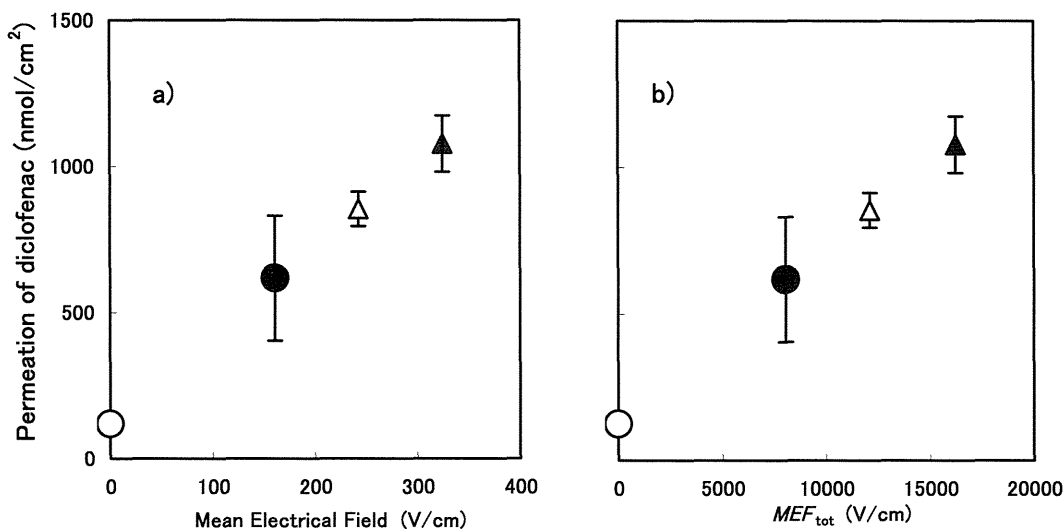 Permeation of diclofenac (nmol/cm²)
1500
1000
500
0
a)
0 100 200 300 400
Mean Electrical Field (V/cm)
b)
0 5000 10000 15000 20000
MEF_tot (V/cm)